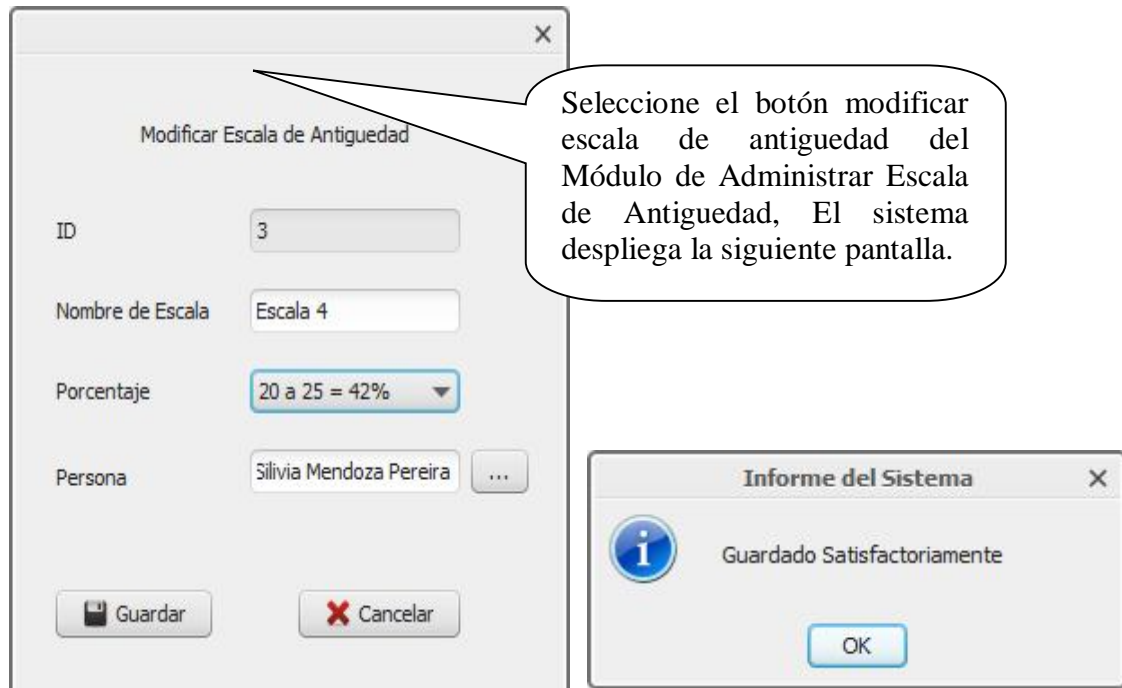 Modificar Escala de Antiguedad
ID
3
Nombre de Escala
Escala 4
Porcentaje
20 a 25 = 42%
Persona
Silivia Mendoza Pereira
...
Guardar
Cancelar
Seleccione el botón modificar
escala de antiguedad del
Módulo de Administrar Escala
de Antiguedad, El sistema
despliega la siguiente pantalla.
Informe del Sistema
Guardado Satisfactoriamente
OK